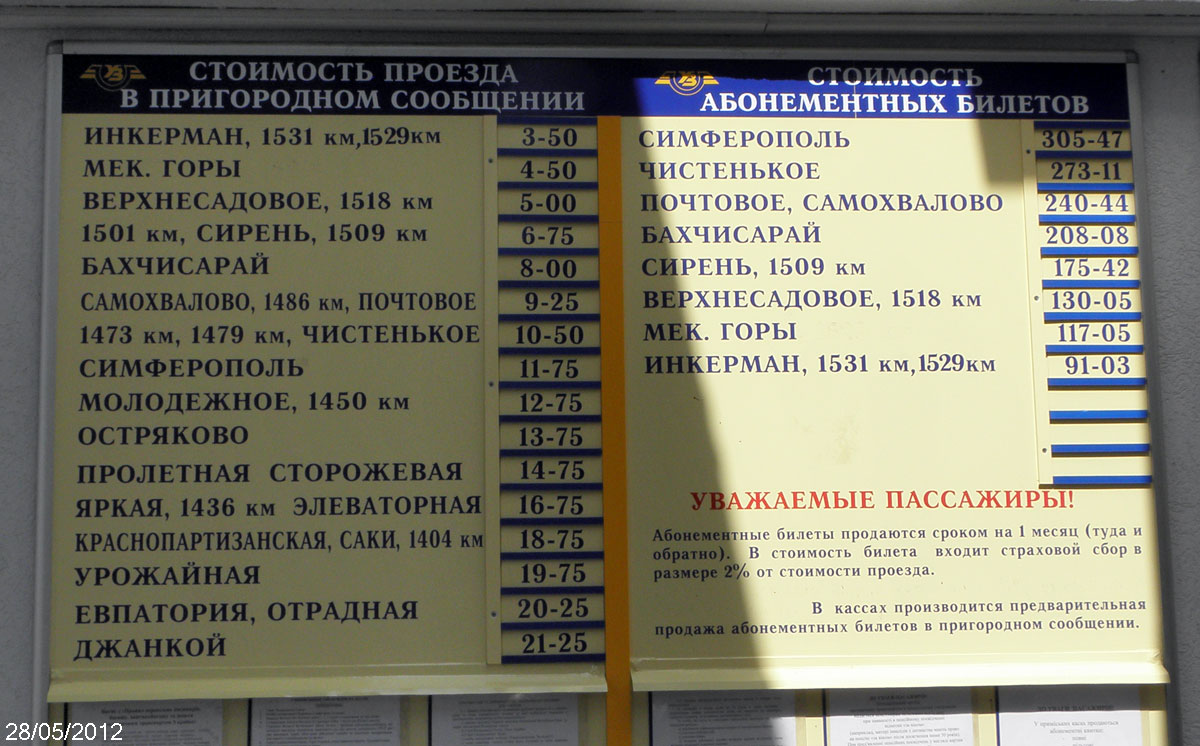 СТОИМОСТЬ ПРОЕЗДА
В ПРИГОРОДНОМ СООБЩЕНИИ
ИНКЕРМАН, 1531 км,1529км 3-50
МЕК. ГОРЫ 4-50
ВЕРХНЕСАДОВОЕ, 1518 км 5-00
1501 км, СИРЕНЬ, 1509 км 6-75
БАХЧИСАРАЙ 8-00
САМОХВАЛОВО, 1486 км, ПОЧТОВОЕ 9-25
1473 км, 1479 км, ЧИСТЕНЬКОЕ 10-50
СИМФЕРОПОЛЬ 11-75
МОЛОДЕЖНОЕ, 1450 км 12-75
ОСТРЯКОВО 13-75
ПРОЛЕТНАЯ СТОРОЖЕВАЯ 14-75
ЯРКАЯ, 1436 км ЭЛЕВАТОРНАЯ 16-75
КРАСНОПАРТИЗАНСКАЯ, САКИ, 1404 км 18-75
УРОЖАЙНАЯ 19-75
ЕВПАТОРИЯ, ОТРАДНАЯ 20-25
ДЖАНКОЙ 21-25
СТОИМОСТЬ
АБОНЕМЕНТНЫХ БИЛЕТОВ
СИМФЕРОПОЛЬ 305-47
ЧИСТЕНЬКОЕ 273-11
ПОЧТОВОЕ, САМОХВАЛОВО 240-44
БАХЧИСАРАЙ 208-08
СИРЕНЬ, 1509 км 175-42
ВЕРХНЕСАДОВОЕ, 1518 км 130-05
МЕК. ГОРЫ 117-05
ИНКЕРМАН, 1531 км,1529км 91-03
УВАЖАЕМЫЕ ПАССАЖИРЫ!
Абонементные билеты продаются сроком на 1 месяц (туда и
обратно). В стоимость билета входит страховой сбор в
размере 2% от стоимости проезда.
В кассах производится предварительная
продажа абонементных билетов в пригородном сообщении.
28/05/2012